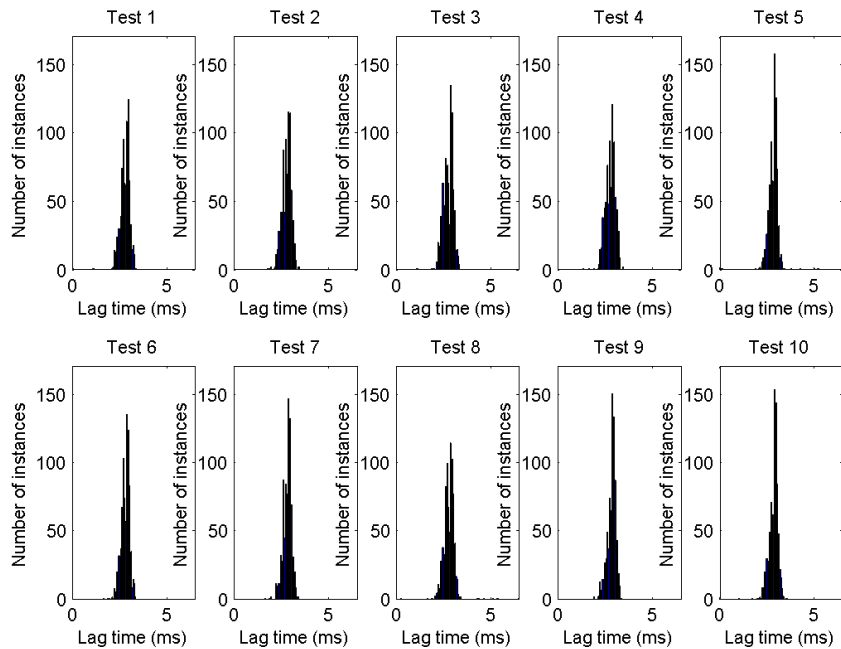 Test 1 Test 2 Test 3 Test 4 Test 5
150 150 150 150 150
100 100 100 100 100
50 50 50 50 50
0 0 0 0 0
Number of instances Number of instances Number of instances Number of instances Number of instances
0 5 0 5 0 5 0 5 0 5
Lag time (ms) Lag time (ms) Lag time (ms) Lag time (ms) Lag time (ms)
Test 6 Test 7 Test 8 Test 9 Test 10
150 150 150 150 150
100 100 100 100 100
50 50 50 50 50
0 0 0 0 0
Number of instances Number of instances Number of instances Number of instances Number of instances
0 5 0 5 0 5 0 5 0 5
Lag time (ms) Lag time (ms) Lag time (ms) Lag time (ms) Lag time (ms)